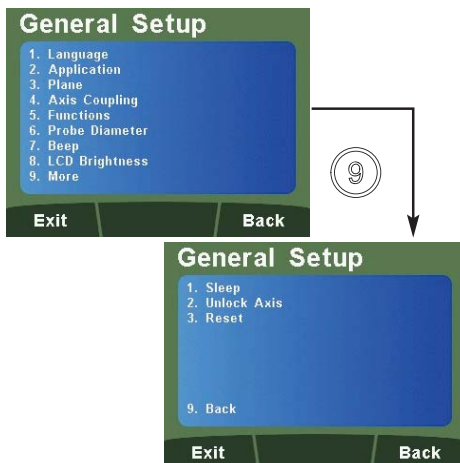 General Setup
1. Language
2. Application
3. Plane
4. Axis Coupling
5. Functions
6. Probe Diameter
7. Beep
8. LCD Brightness
9. More
Exit Back
9
General Setup
1. Sleep
2. Unlock Axis
3. Reset
9. Back
Exit Back